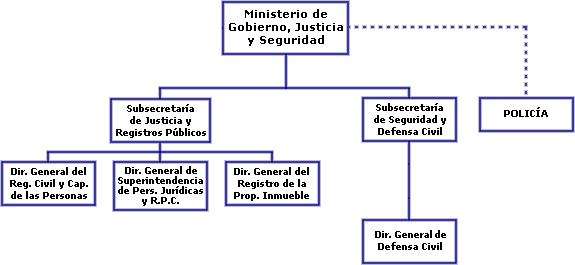 Ministerio de
Gobierno, Justicia
y Seguridad
Subsecretaría
de Justicia y
Registros Públicos
Subsecretaría
de Seguridad y
Defensa Civil
POLICÍA
Dir. General del
Reg. Civil y Cap.
de las Personas
Dir. General de
Superintendencia
de Pers. Jurídicas
y R.P.C.
Dir. General del
Registro de la
Prop. Inmueble
Dir. General de
Defensa Civil